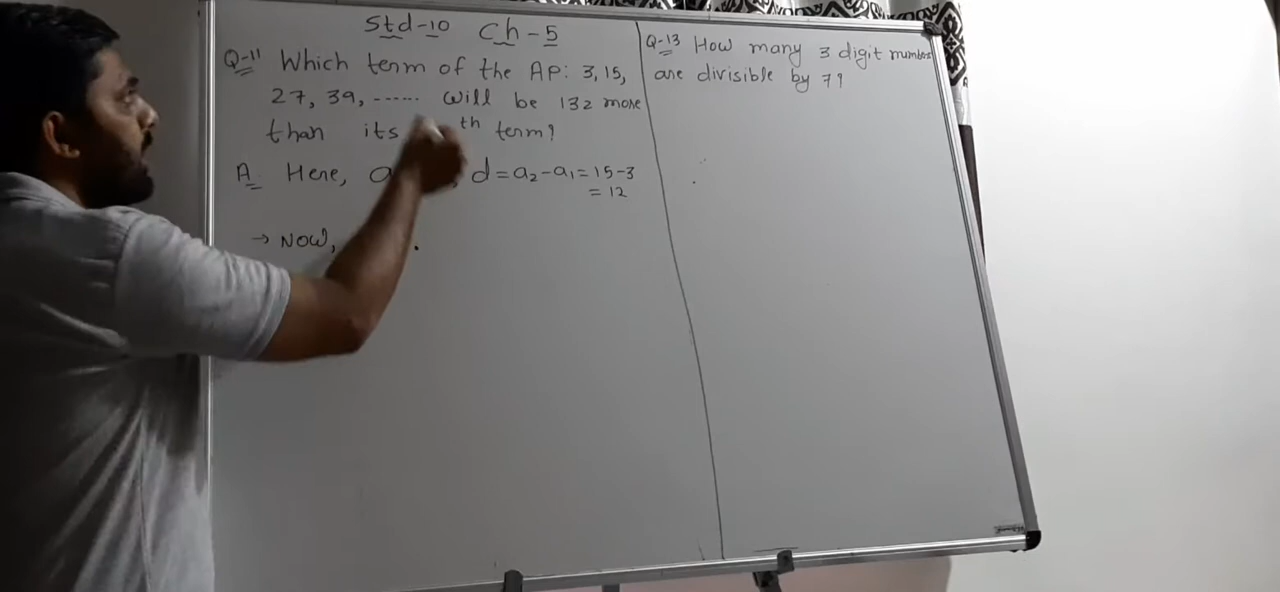 Std-10 Ch-5
Q-11 Which term of the AP: 3, 15,
27, 39, ...... will be 132 more
than its th term?
A Here, a , d = a₂-a₁ = 15-3
= 12
→ Now,
Q-13 How many 3 digit number
are divisible by 7?